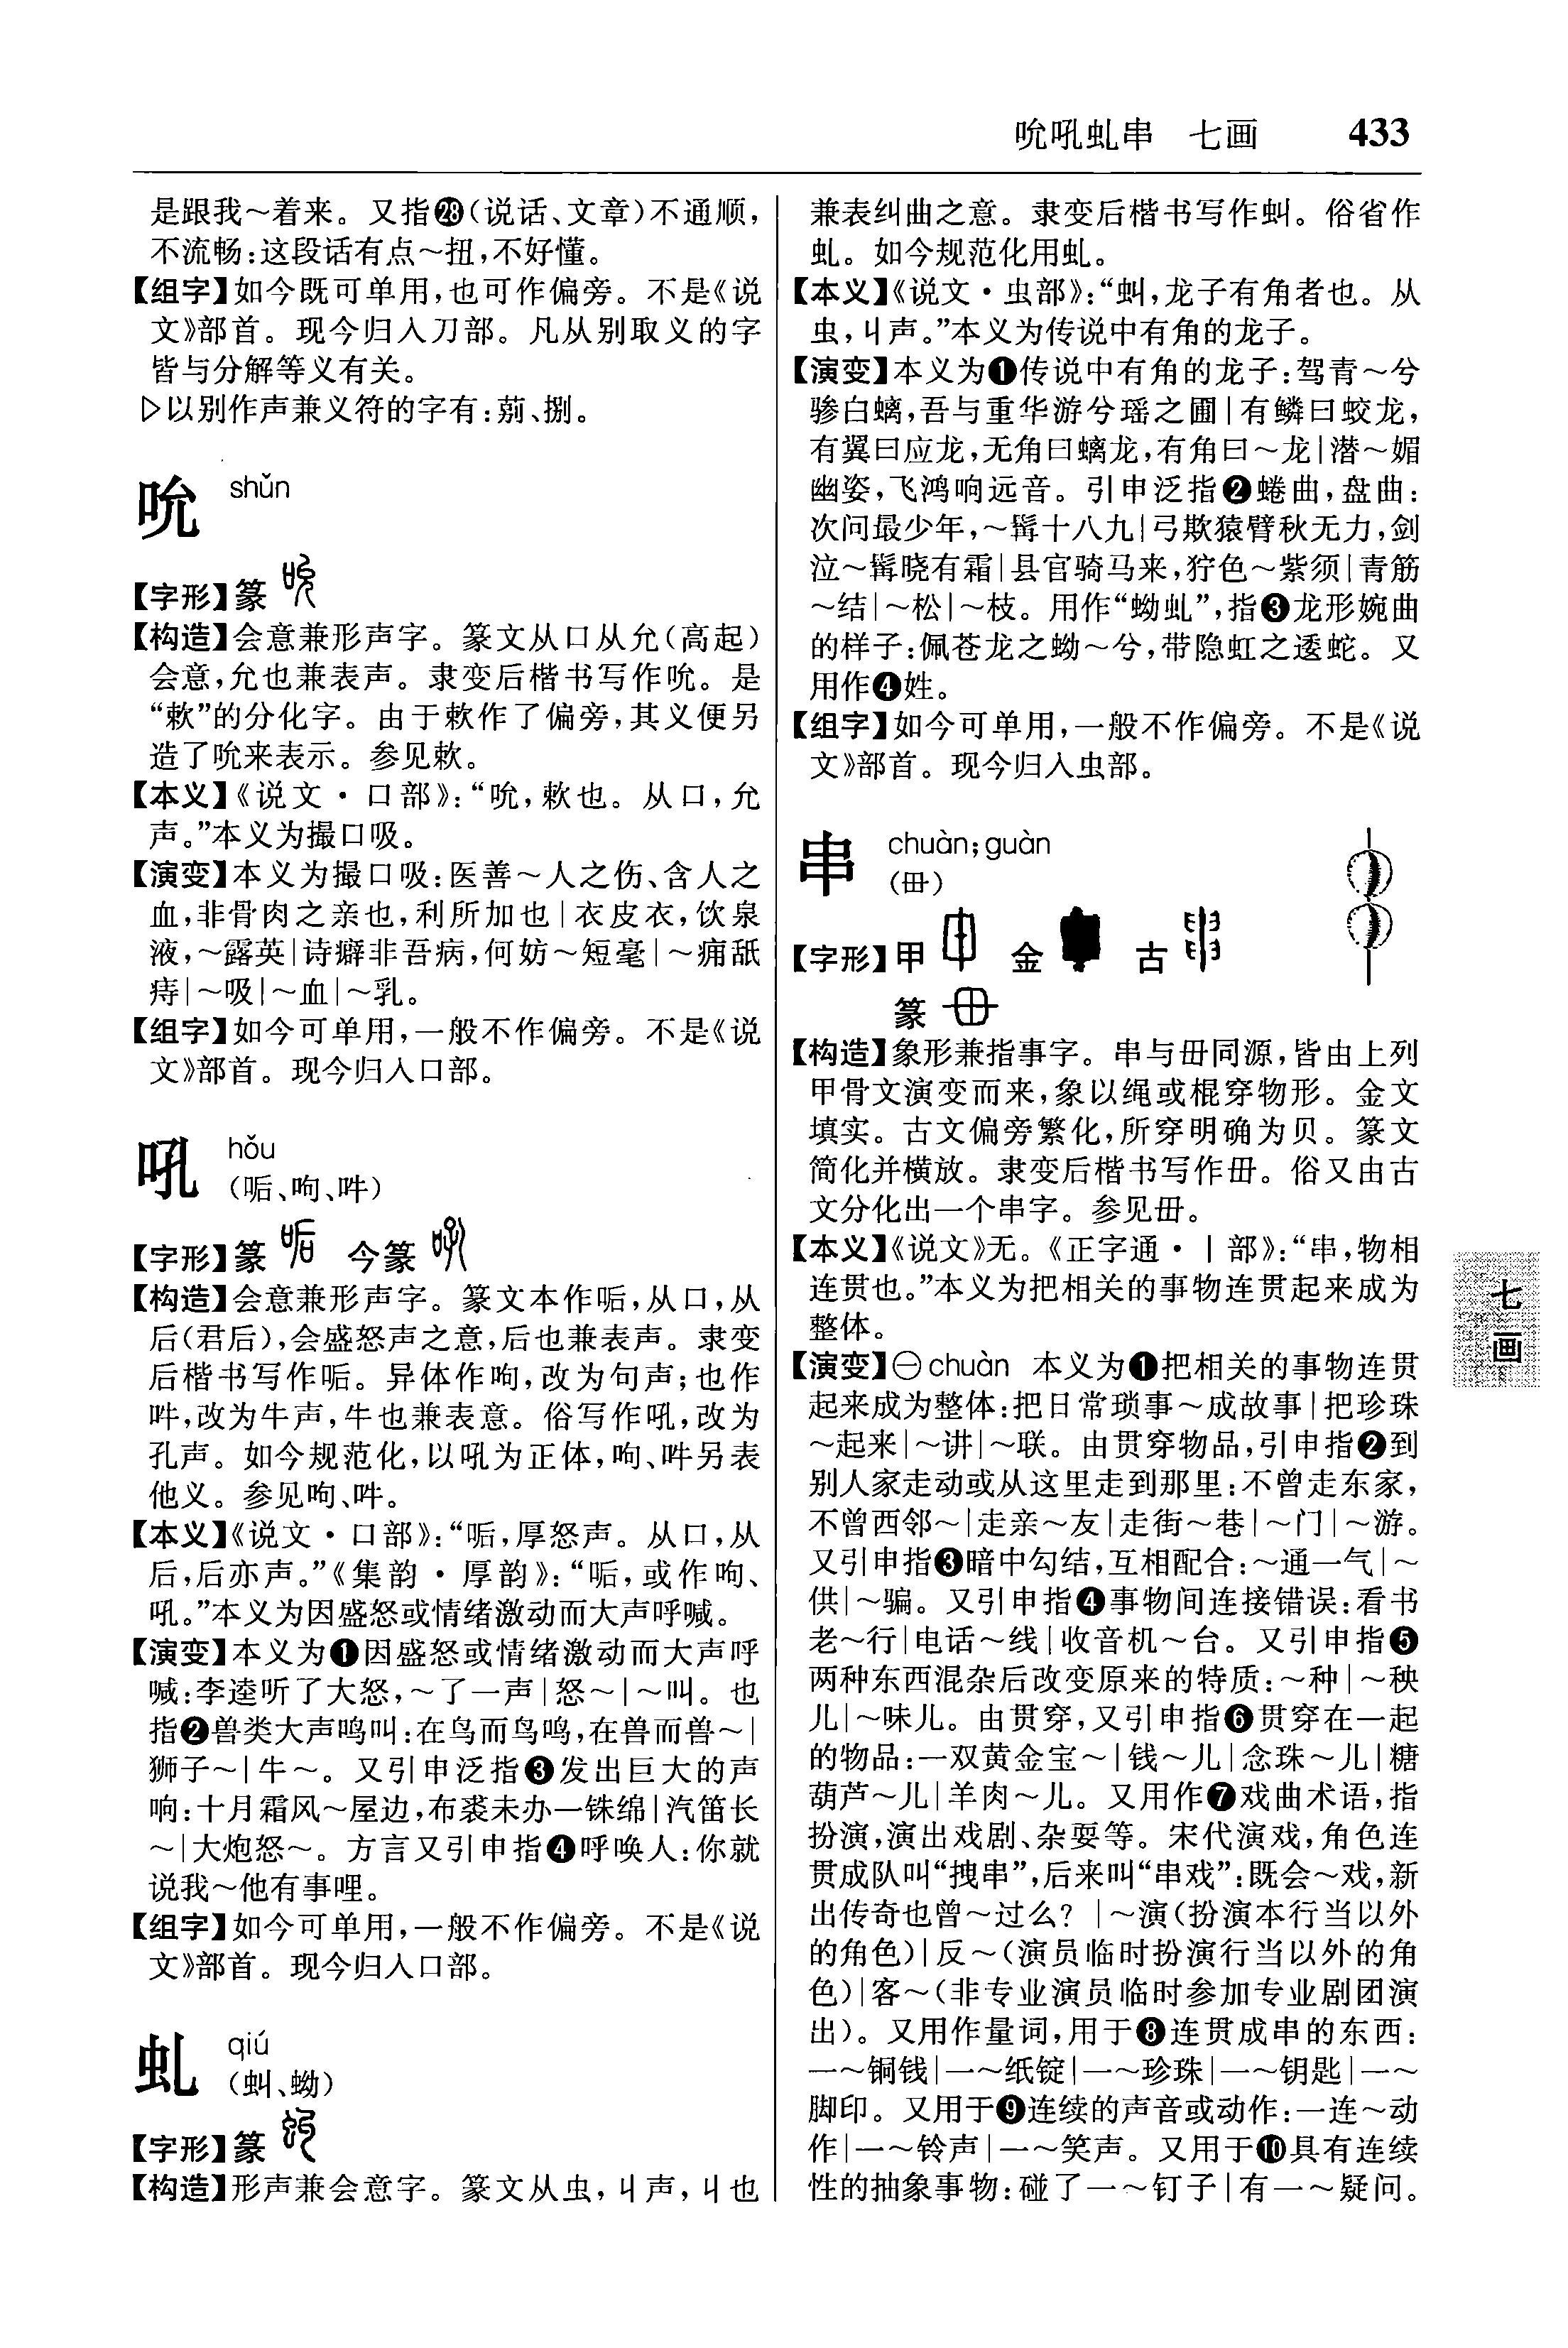 吮吼虬串 七画 433
是跟我～着来。又指㉘(说话、文章)不通顺,
不流畅:这段话有点～扭,不好懂。
【组字】如今既可单用,也可作偏旁。不是《说
文》部首。现今归入刀部。凡从别取义的字
皆与分解等义有关。
▷以别作声兼义符的字有:莂、捌。
吮 shǔn
【字形】篆
【构造】会意兼形声字。篆文从口从允(高起)
会意,允也兼表声。隶变后楷书写作吮。是
“欶”的分化字。由于欶作了偏旁,其义便另
造了吮来表示。参见欶。
【本义】《说文·口部》:“吮,欶也。从口,允
声。”本义为撮口吸。
【演变】本义为撮口吸:医善～人之伤、含人之
血,非骨肉之亲也,利所加也|衣皮衣,饮泉
液,～露英|诗癖非吾病,何妨～短毫|～痈舐
痔|～吸|～血|～乳。
【组字】如今可单用,一般不作偏旁。不是《说
文》部首。现今归入口部。
吼 hǒu
(听、呴、吽)
【字形】篆 今篆
【构造】会意兼形声字。篆文本作听,从口,从
后(君后),会盛怒声之意,后也兼表声。隶变
后楷书写作垢。异体作呴,改为句声;也作
吽,改为牛声,牛也兼表意。俗写作吼,改为
孔声。如今规范化,以吼为正体,呴、吽另表
他义。参见呴、吽。
【本义】《说文·口部》:“㖃,厚怒声。从口,从
后,后亦声。”《集韵·厚韵》:“㖃,或作呴、
吼。”本义为因盛怒或情绪激动而大声呼喊。
【演变】本义为❶因盛怒或情绪激动而大声呼
喊:李逵听了大怒,～了一声|怒～|～叫。也
指❷兽类大声鸣叫:在鸟而鸟鸣,在兽而兽～|
狮子～|牛～。又引申泛指❸发出巨大的声
响:十月霜风～屋边,布裘未办一铢绵|汽笛长
～|大炮怒～。方言又引申指❹呼唤人:你就
说我～他有事哩。
【组字】如今可单用,一般不作偏旁。不是《说
文》部首。现今归入口部。
虬 qiú
(虯、蚴)
【字形】篆
【构造】形声兼会意字。篆文从虫,丩声,丩也
兼表纠曲之意。隶变后楷书写作虯。俗省作
虬。如今规范化用虬。
【本义】《说文·虫部》:“虯,龙子有角者也。从
虫,丩声。”本义为传说中有角的龙子。
【演变】本义为❶传说中有角的龙子:驾青～兮
骖白螭,吾与重华游兮瑶之圃|有鳞曰蛟龙,
有翼曰应龙,无角曰螭龙,有角曰～龙|潜～媚
幽姿,飞鸿响远音。引申泛指❷蜷曲,盘曲:
次问最少年,～髯十八九|弓欺猿臂秋无力,剑
泣～髯晓有霜|县官骑马来,狞色～紫须|青筋
～结|～松|～枝。用作“蚴虬”,指❸龙形婉曲
的样子:佩苍龙之蚴～兮,带隐虹之逶蛇。又
用作❹姓。
【组字】如今可单用,一般不作偏旁。不是《说
文》部首。现今归入虫部。
串 chuàn;guàn
(毌)
【字形】甲 金 古
篆
【构造】象形兼指事字。串与毌同源,皆由上列
甲骨文演变而来,象以绳或棍穿物形。金文
填实。古文偏旁繁化,所穿明确为贝。篆文
简化并横放。隶变后楷书写作毌。俗又由古
文分化出一个串字。参见毌。
【本义】《说文》无。《正字通·丨部》:“串,物相
连贯也。”本义为把相关的事物连贯起来成为
整体。
【演变】㊀chuàn 本义为❶把相关的事物连贯
起来成为整体:把日常琐事～成故事|把珍珠
～起来|～讲|～联。由贯穿物品,引申指❷到
别人家走动或从这里走到那里:不曾走东家,
不曾西邻～|走亲～友|走街～巷|～门|～游。
又引申指❸暗中勾结,互相配合:～通一气|～
供|～骗。又引申指❹事物间连接错误:看书
老～行|电话～线|收音机～台。又引申指❺
两种东西混杂后改变原来的特质:～种|～秧
儿|～味儿。由贯穿,又引申指❻贯穿在一起
的物品:一双黄金宝～|钱～儿|念珠～儿|糖
葫芦～儿|羊肉～儿。又用作❼戏曲术语,指
扮演,演出戏剧、杂耍等。宋代演戏,角色连
贯成队叫“拽串”,后来叫“串戏”:既会～戏,新
出传奇也曾～过么?|～演(扮演本行当以外
的角色)|反～(演员临时扮演行当以外的角
色)|客～(非专业演员临时参加专业剧团演
出)。又用作量词,用于❽连贯成串的东西:
一～铜钱|一～纸锭|一～珍珠|一～钥匙|一～
脚印。又用于❾连续的声音或动作:一连～动
作|一～铃声|一～笑声。又用于❿具有连续
性的抽象事物:碰了一～钉子|有一～疑问。
七画